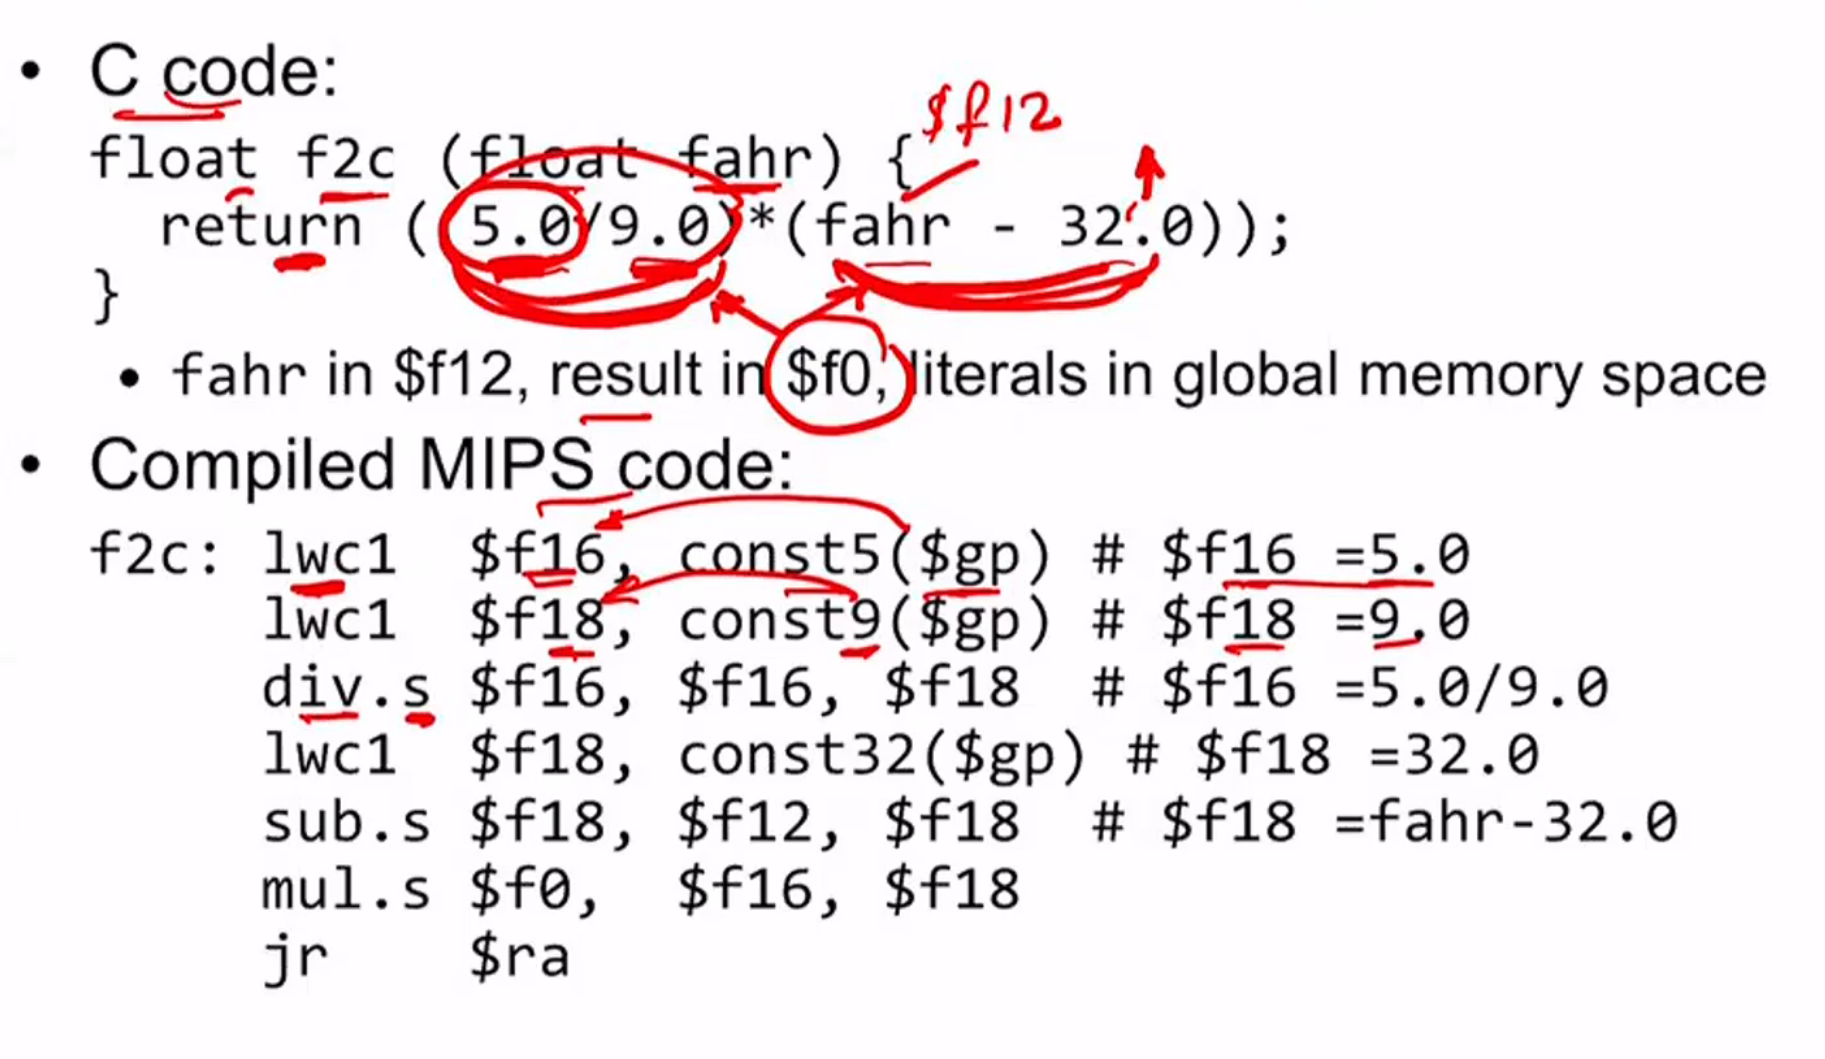 • C code:
$f12
float f2c (float fahr) {
return ((5.0/9.0)*(fahr - 32.0));
}
• fahr in $f12, result in $f0, literals in global memory space
• Compiled MIPS code:
f2c: lwc1 $f16, const5($gp) # $f16 =5.0
lwc1 $f18, const9($gp) # $f18 =9.0
div.s $f16, $f16, $f18 # $f16 =5.0/9.0
lwc1 $f18, const32($gp) # $f18 =32.0
sub.s $f18, $f12, $f18 # $f18 =fahr-32.0
mul.s $f0, $f16, $f18
jr $ra